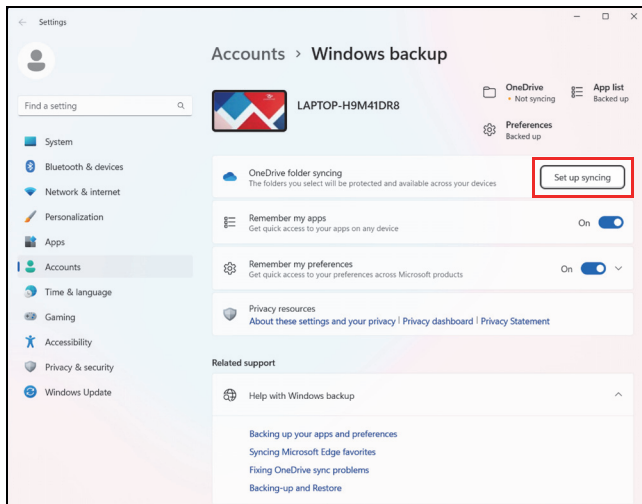 Settings
Accounts > Windows backup
Find a setting
System
Bluetooth & devices
Network & internet
Personalization
Apps
Accounts
Time & language
Gaming
Accessibility
Privacy & security
Windows Update
LAPTOP-H9M41DR8
OneDrive
• Not syncing
App list
Backed up
Preferences
Backed up
OneDrive folder syncing
The folders you select will be protected and available across your devices
Set up syncing
Remember my apps
Get quick access to your apps on any device
On
Remember my preferences
Get quick access to your preferences across Microsoft products
On
Privacy resources
About these settings and your privacy | Privacy dashboard | Privacy Statement
Related support
Help with Windows backup
Backing up your apps and preferences
Syncing Microsoft Edge favorites
Fixing OneDrive sync problems
Backing-up and Restore